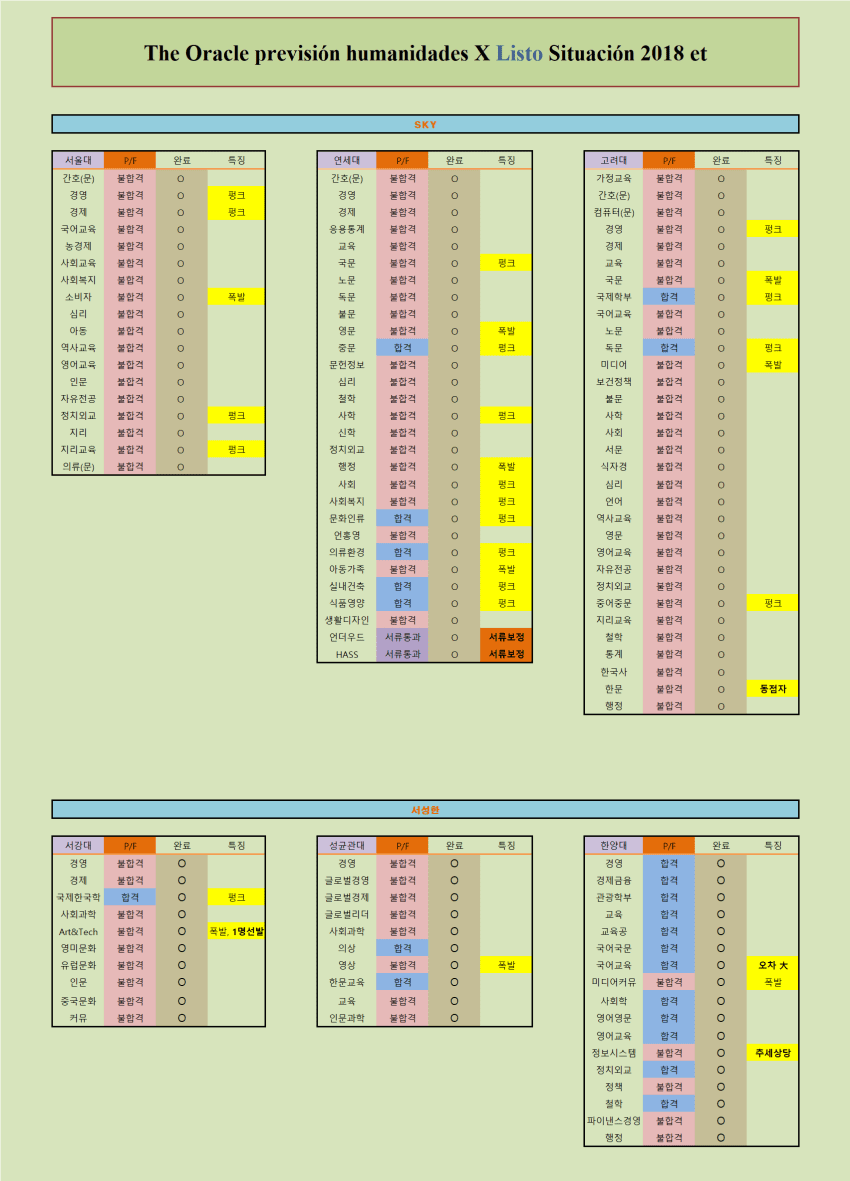 The Oracle previsión humanidades X Listo Situación 2018 et
SKY
서울대 P/F 완료 특징
간호(문) 불합격 O
경영 불합격 O 펑크
경제 불합격 O 펑크
국어교육 불합격 O
농경제 불합격 O
사회교육 불합격 O
사회복지 불합격 O
소비자 불합격 O 폭발
심리 불합격 O
아동 불합격 O
역사교육 불합격 O
영어교육 불합격 O
인문 불합격 O
자유전공 불합격 O
정치외교 불합격 O 펑크
지리 불합격 O
지리교육 불합격 O 펑크
의류(문) 불합격 O
연세대 P/F 완료 특징
간호(문) 불합격 O
경영 불합격 O
경제 불합격 O
응용통계 불합격 O
교육 불합격 O
국문 불합격 O 펑크
노문 불합격 O
독문 불합격 O
불문 불합격 O
영문 불합격 O 폭발
중문 합격 O 펑크
문헌정보 불합격 O
심리 불합격 O
철학 불합격 O
사학 불합격 O 펑크
신학 불합격 O
정치외교 불합격 O
행정 불합격 O 폭발
사회 불합격 O 펑크
사회복지 불합격 O 펑크
문화인류 합격 O 펑크
언홍영 불합격 O
의류환경 합격 O 펑크
아동가족 불합격 O 폭발
실내건축 합격 O 펑크
식품영양 합격 O 펑크
생활디자인 불합격 O
언더우드 서류통과 O 서류보정
HASS 서류통과 O 서류보정
고려대 P/F 완료 특징
가정교육 불합격 O
간호(문) 불합격 O
컴퓨터(문) 불합격 O
경영 불합격 O 펑크
경제 불합격 O
교육 불합격 O
국문 불합격 O 폭발
국제학부 합격 O 펑크
국어교육 불합격 O
노문 불합격 O
독문 합격 O 펑크
미디어 불합격 O 폭발
보건정책 불합격 O
불문 불합격 O
사학 불합격 O
사회 불합격 O
서문 불합격 O
식자경 불합격 O
심리 불합격 O
언어 불합격 O
역사교육 불합격 O
영문 불합격 O
영어교육 불합격 O
자유전공 불합격 O
정치외교 불합격 O
중어중문 불합격 O 펑크
지리교육 불합격 O
철학 불합격 O
통계 불합격 O
한국사 불합격 O
한문 불합격 O 동점자
행정 불합격 O
서성한
서강대 P/F 완료 특징
경영 불합격 O
경제 불합격 O
국제한국학 합격 O 펑크
사회과학 불합격 O
Art&Tech 불합격 O 폭발, 1명선발
영미문화 불합격 O
유럽문화 불합격 O
인문 불합격 O
중국문화 불합격 O
커뮤 불합격 O
성균관대 P/F 완료 특징
경영 불합격 O
글로벌경영 불합격 O
글로벌경제 불합격 O
글로벌리더 불합격 O
사회과학 불합격 O
의상 합격 O
영상 불합격 O 폭발
한문교육 합격 O
교육 불합격 O
인문과학 불합격 O
한양대 P/F 완료 특징
경영 합격 O
경제금융 합격 O
관광학부 합격 O
교육 합격 O
교육공 합격 O
국어국문 합격 O
국어교육 합격 O 오차 大
미디어커뮤 불합격 O 폭발
사회학 합격 O
영어영문 합격 O
영어교육 합격 O
정보시스템 불합격 O 추세상당
정치외교 합격 O
정책 불합격 O
철학 합격 O
파이낸스경영 불합격 O
행정 불합격 O